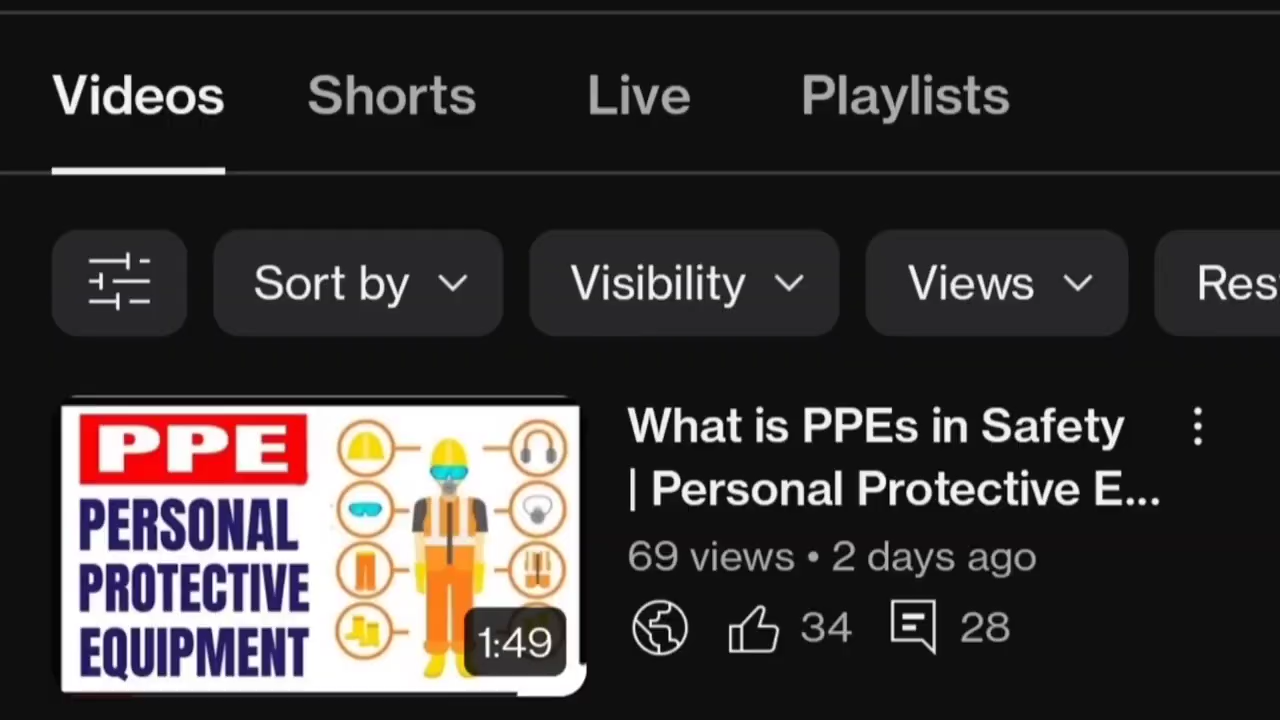 Videos Shorts Live Playlists
Sort by Visibility Views Res
What is PPEs in Safety
| Personal Protective E...
69 views • 2 days ago
34 28
PPE
PERSONAL
PROTECTIVE
EQUIPMENT
1:49